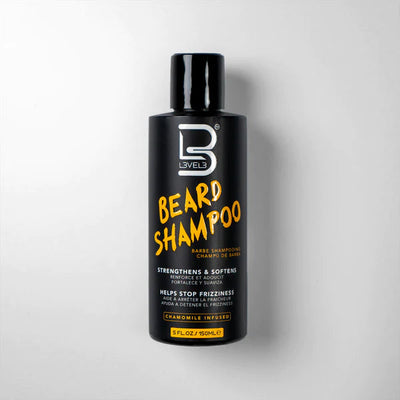 ®
L3VEL3
BEARD
SHAMPOO
BARBE SHAMPOOING
CHAMPÚ DE BARBA
STRENGTHENS & SOFTENS
RENFORCE ET ADOUCIT
FORTALECE Y SUAVIZA
HELPS STOP FRIZZINESS
AIDE A ARRÊTER LA FRAÎCHEUR
AYUDA A DETENER EL FRIZZINESS
CHAMOMILE INFUSED
5 FL.OZ / 150ML℮